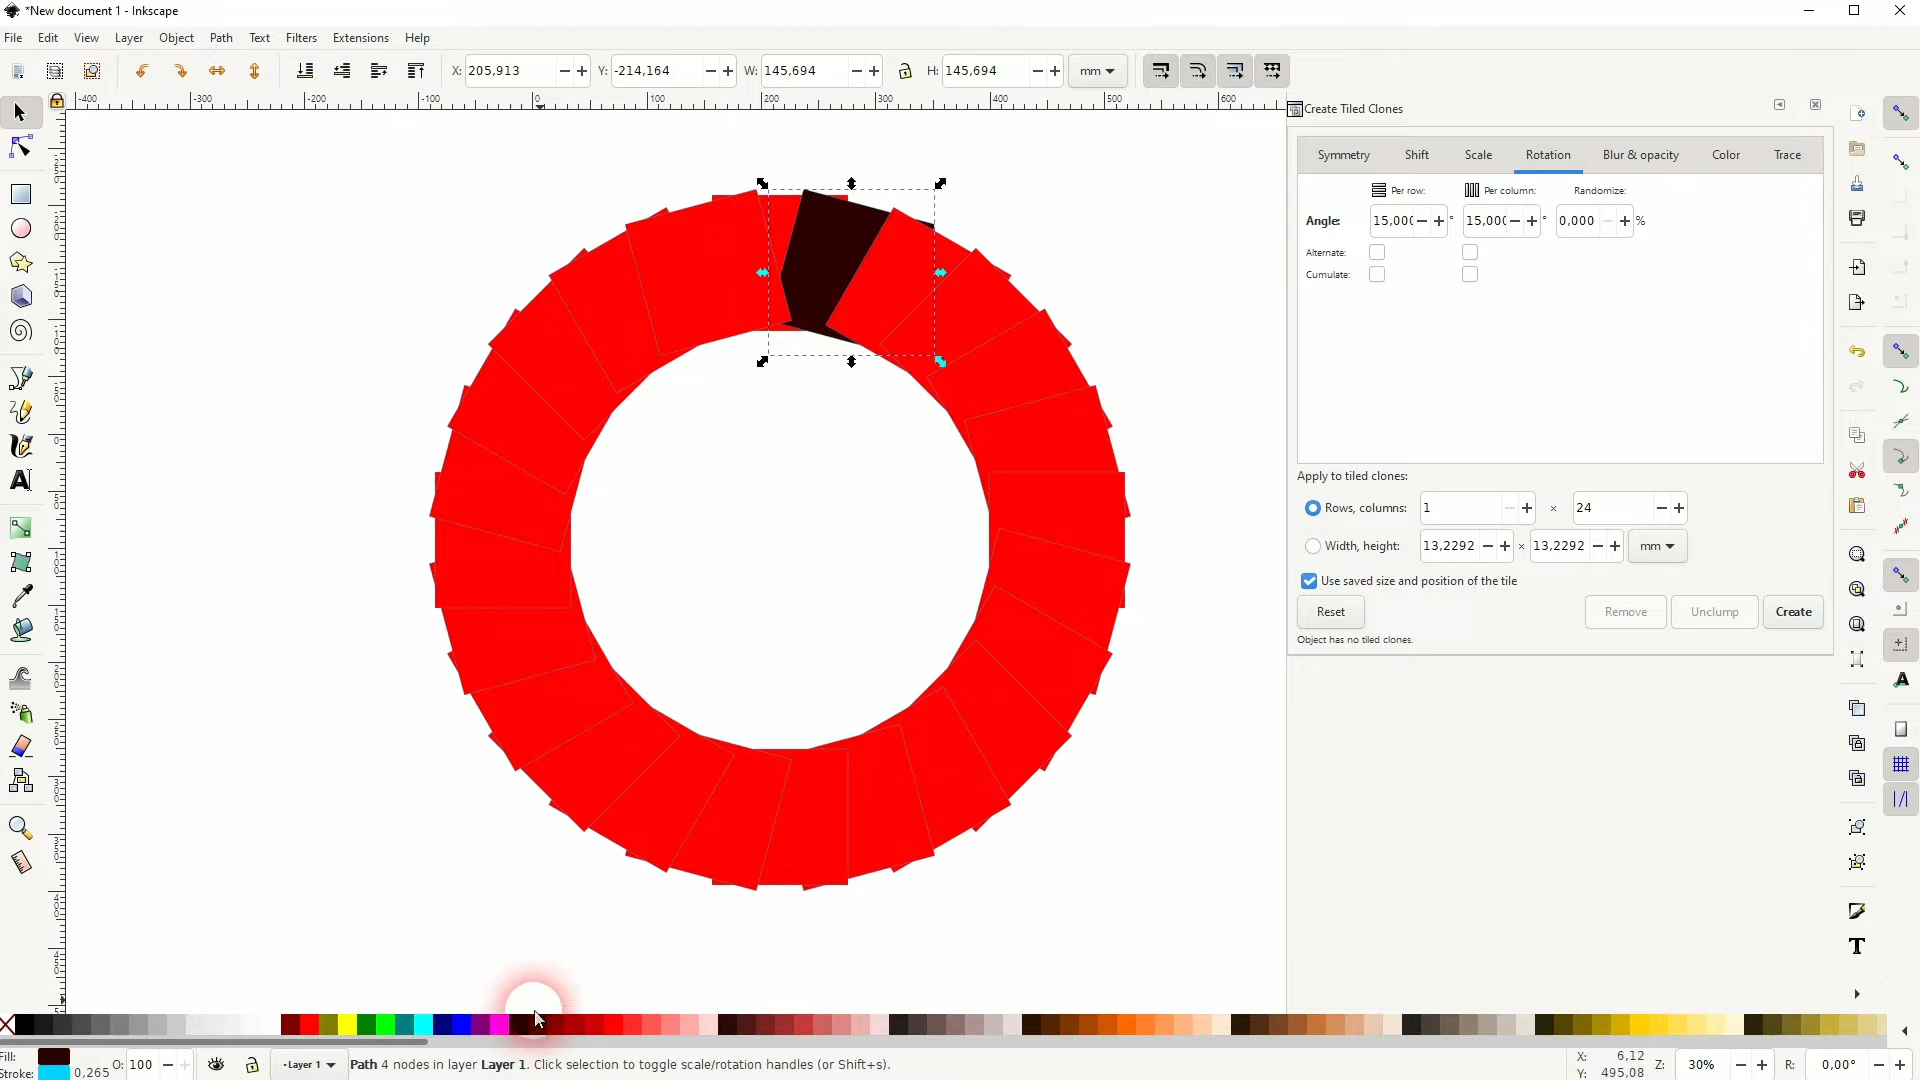 *New document 1 - Inkscape
File Edit View Layer Object Path Text Filters Extensions Help
X: 205,913 Y: -214,164 W: 145,694 H: 145,694 mm
-400 -300 -200 -100 0 100 200 300 400 500 600
Create Tiled Clones
Symmetry Shift Scale Rotation Blur & opacity Color Trace
Per row: Per column: Randomize:
Angle: 15,000 ° 15,000 ° 0,000 %
Alternate:
Cumulate:
Apply to tiled clones:
Rows, columns: 1 × 24
Width, height: 13,2292 × 13,2292 mm
Use saved size and position of the tile
Reset Remove Unclump Create
Object has no tiled clones.
Fill: O: 100 -Layer 1 Path 4 nodes in layer Layer 1. Click selection to toggle scale/rotation handles (or Shift+s). X: 6,12 Z: 30% R: 0,00°
Stroke: 0,265 Y: 495,08